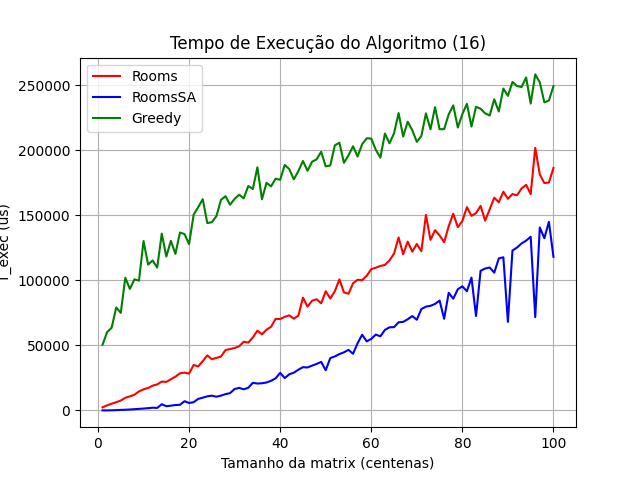 Tempo de Execução do Algoritmo (16)
Rooms
RoomsSA
Greedy
250000
200000
150000
100000
50000
0
T_exec (us)
0 20 40 60 80 100
Tamanho da matrix (centenas)